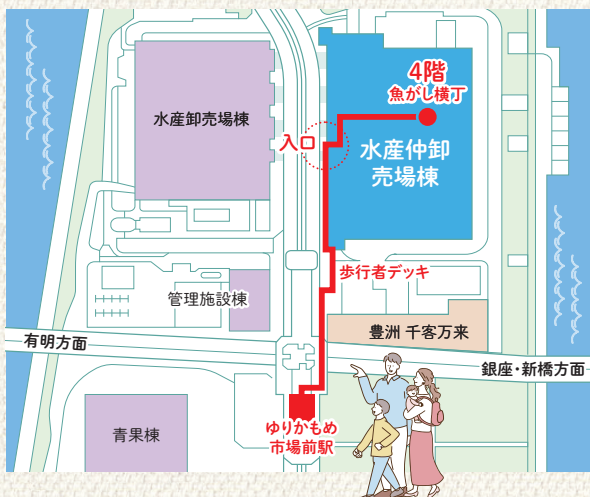 4階
魚がし横丁
水産卸売場棟
入口
水産仲卸
売場棟
歩行者デッキ
管理施設棟
豊洲 千客万来
有明方面
銀座・新橋方面
青果棟
ゆりかもめ
市場前駅